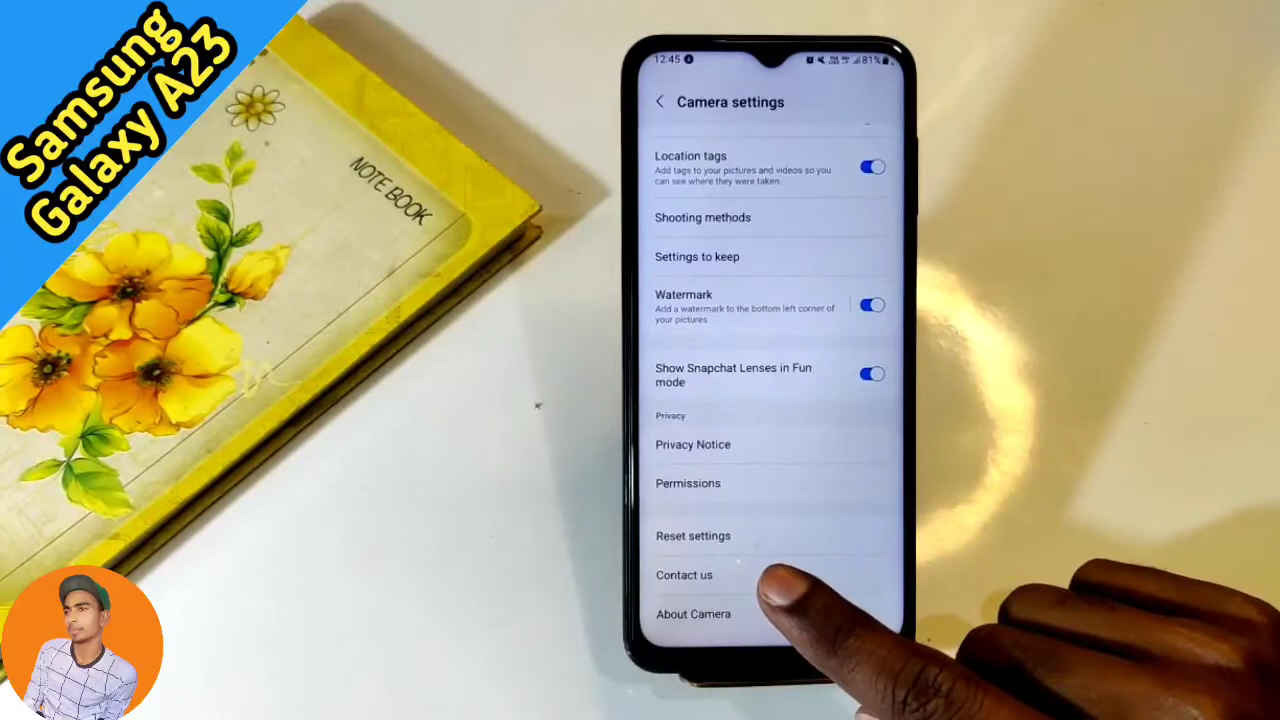 Samsung
Galaxy A23
NOTE BOOK
12:45
81%
Camera settings
Location tags
Add tags to your pictures and videos so you
can see where they were taken.
Shooting methods
Settings to keep
Watermark
Add a watermark to the bottom left corner of
your pictures.
Show Snapchat Lenses in Fun
mode
Privacy
Privacy Notice
Permissions
Reset settings
Contact us
About Camera